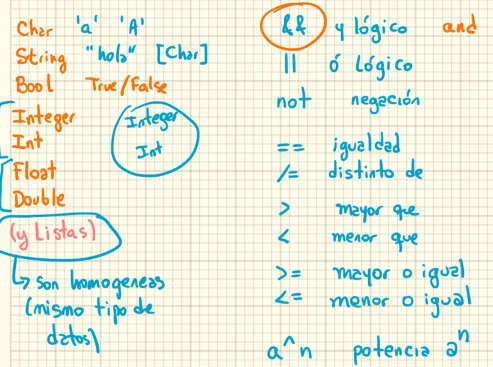 Char 'a' 'A'
String "hola" [Char]
Bool True/False
Integer
Int
Integer
Int
Float
Double
(y Listas)
↳ son homogeneas
(mismo tipo de
datos)
&& y lógico and
|| ó lógico
not negación
== igualdad
/= distinto de
> mayor que
< menor que
>= mayor o igual
<= menor o igual
a^n potencia aⁿ